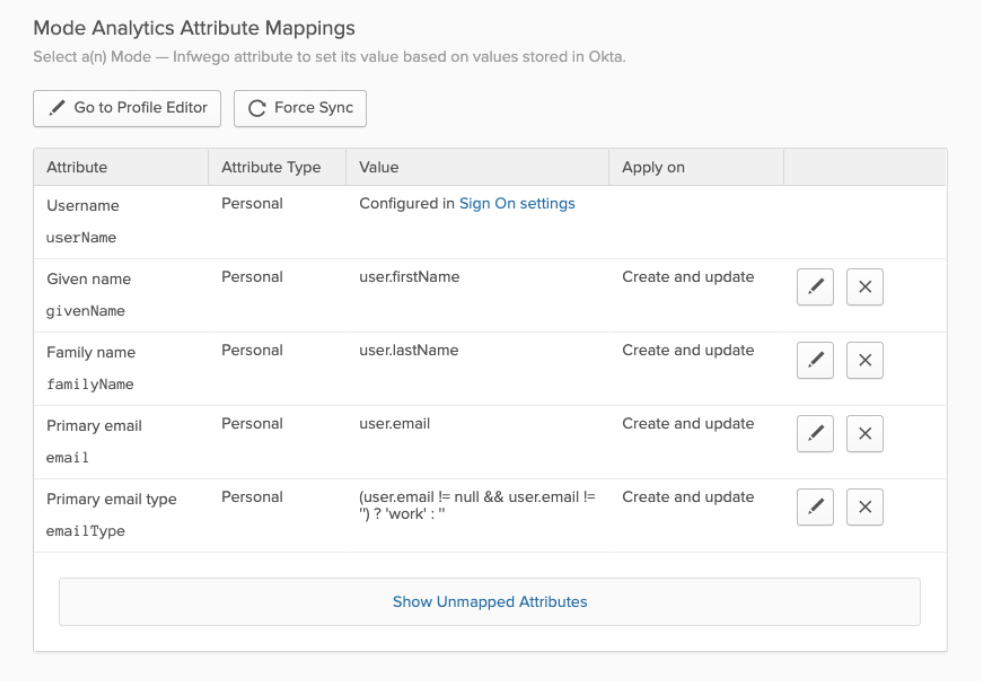 Mode Analytics Attribute Mappings
Select a(n) Mode — Infwego attribute to set its value based on values stored in Okta.
Go to Profile Editor
Force Sync
Attribute Attribute Type Value Apply on
Username Personal Configured in Sign On settings
userName
Given name Personal user.firstName Create and update
givenName
Family name Personal user.lastName Create and update
familyName
Primary email Personal user.email Create and update
email
Primary email type Personal (user.email != null && user.email != '') ? 'work' : '' Create and update
emailType
Show Unmapped Attributes